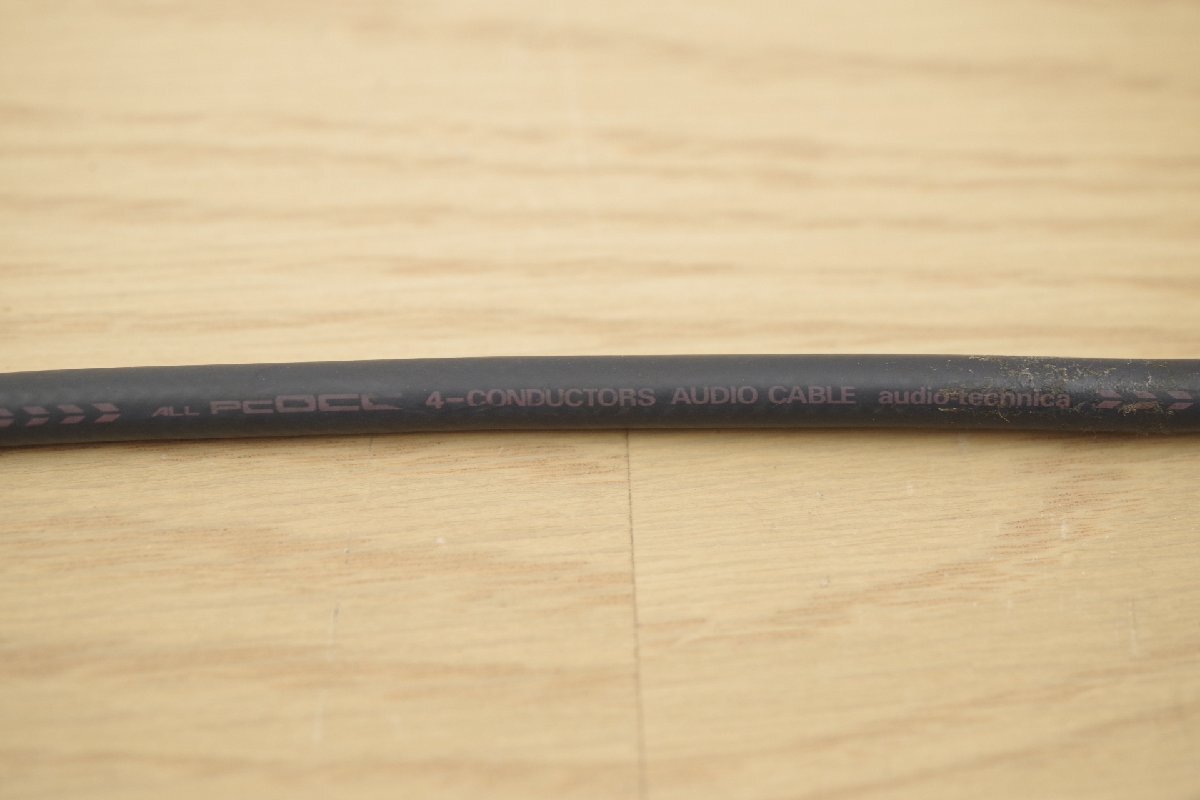 ALL PCOCC 4-CONDUCTORS AUDIO CABLE audio-technica